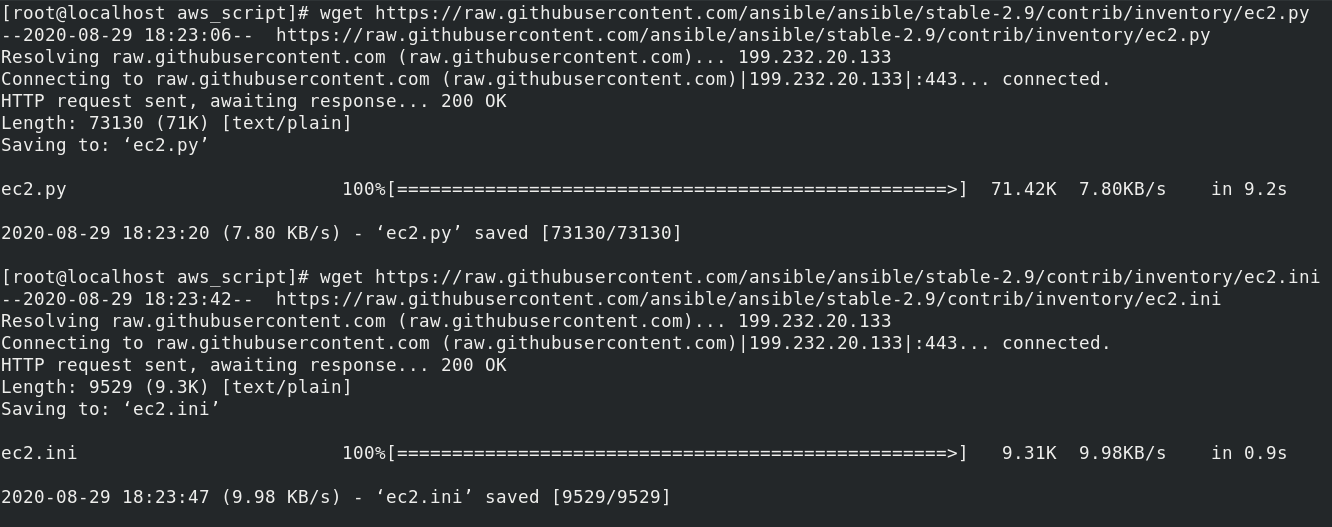 [root@localhost aws_script]# wget https://raw.githubusercontent.com/ansible/ansible/stable-2.9/contrib/inventory/ec2.py
--2020-08-29 18:23:06--  https://raw.githubusercontent.com/ansible/ansible/stable-2.9/contrib/inventory/ec2.py
Resolving raw.githubusercontent.com (raw.githubusercontent.com)... 199.232.20.133
Connecting to raw.githubusercontent.com (raw.githubusercontent.com)|199.232.20.133|:443... connected.
HTTP request sent, awaiting response... 200 OK
Length: 73130 (71K) [text/plain]
Saving to: ‘ec2.py’
ec2.py                         100%[==================================================>]  71.42K  7.80KB/s    in 9.2s
2020-08-29 18:23:20 (7.80 KB/s) - ‘ec2.py’ saved [73130/73130]
[root@localhost aws_script]# wget https://raw.githubusercontent.com/ansible/ansible/stable-2.9/contrib/inventory/ec2.ini
--2020-08-29 18:23:42--  https://raw.githubusercontent.com/ansible/ansible/stable-2.9/contrib/inventory/ec2.ini
Resolving raw.githubusercontent.com (raw.githubusercontent.com)... 199.232.20.133
Connecting to raw.githubusercontent.com (raw.githubusercontent.com)|199.232.20.133|:443... connected.
HTTP request sent, awaiting response... 200 OK
Length: 9529 (9.3K) [text/plain]
Saving to: ‘ec2.ini’
ec2.ini                        100%[==================================================>]   9.31K  9.98KB/s    in 0.9s
2020-08-29 18:23:47 (9.98 KB/s) - ‘ec2.ini’ saved [9529/9529]